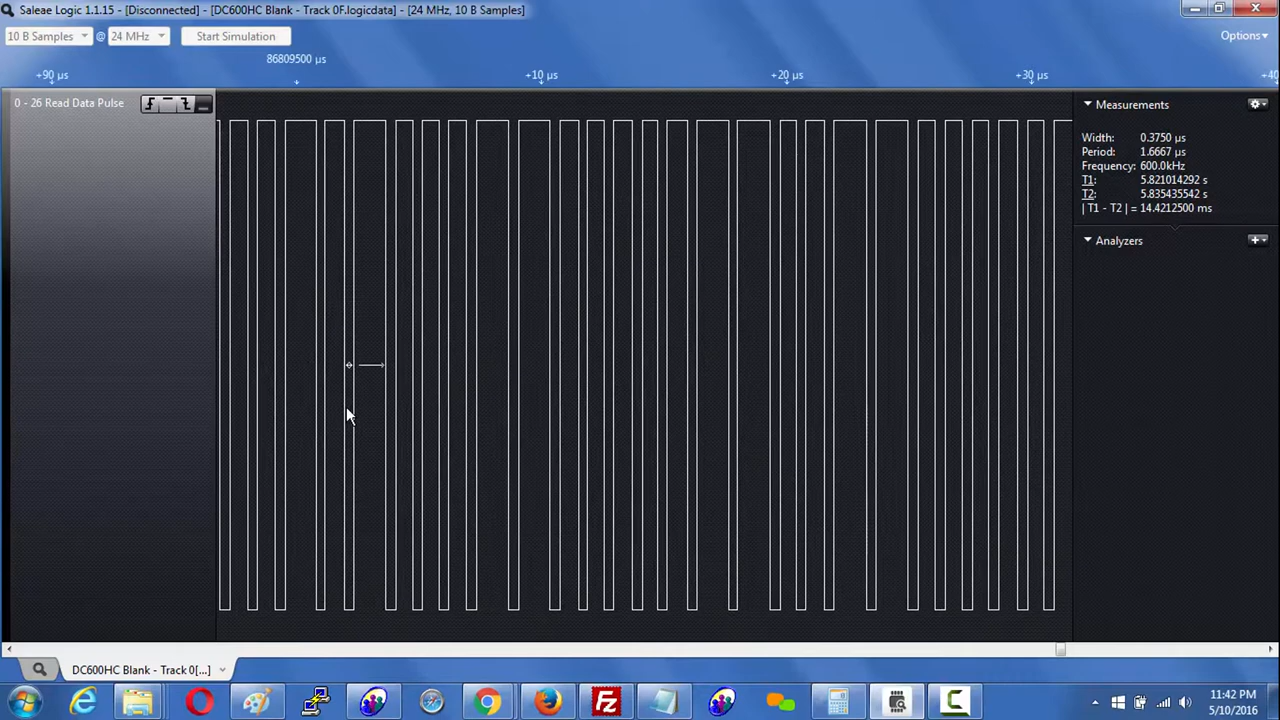 Saleae Logic 1.1.15 - [Disconnected] - [DC600HC Blank - Track 0F.logicdata] - [24 MHz, 10 B Samples]
10 B Samples @ 24 MHz Start Simulation Options
86809500 µs
+90 µs +10 µs +20 µs +30 µs +40
0 - 26 Read Data Pulse
Measurements
Width: 0.3750 µs
Period: 1.6667 µs
Frequency: 600.0kHz
T1: 5.821014292 s
T2: 5.835435542 s
| T1 - T2 | = 14.4212500 ms
Analyzers
DC600HC Blank - Track 0[...]
11:42 PM
5/10/2016